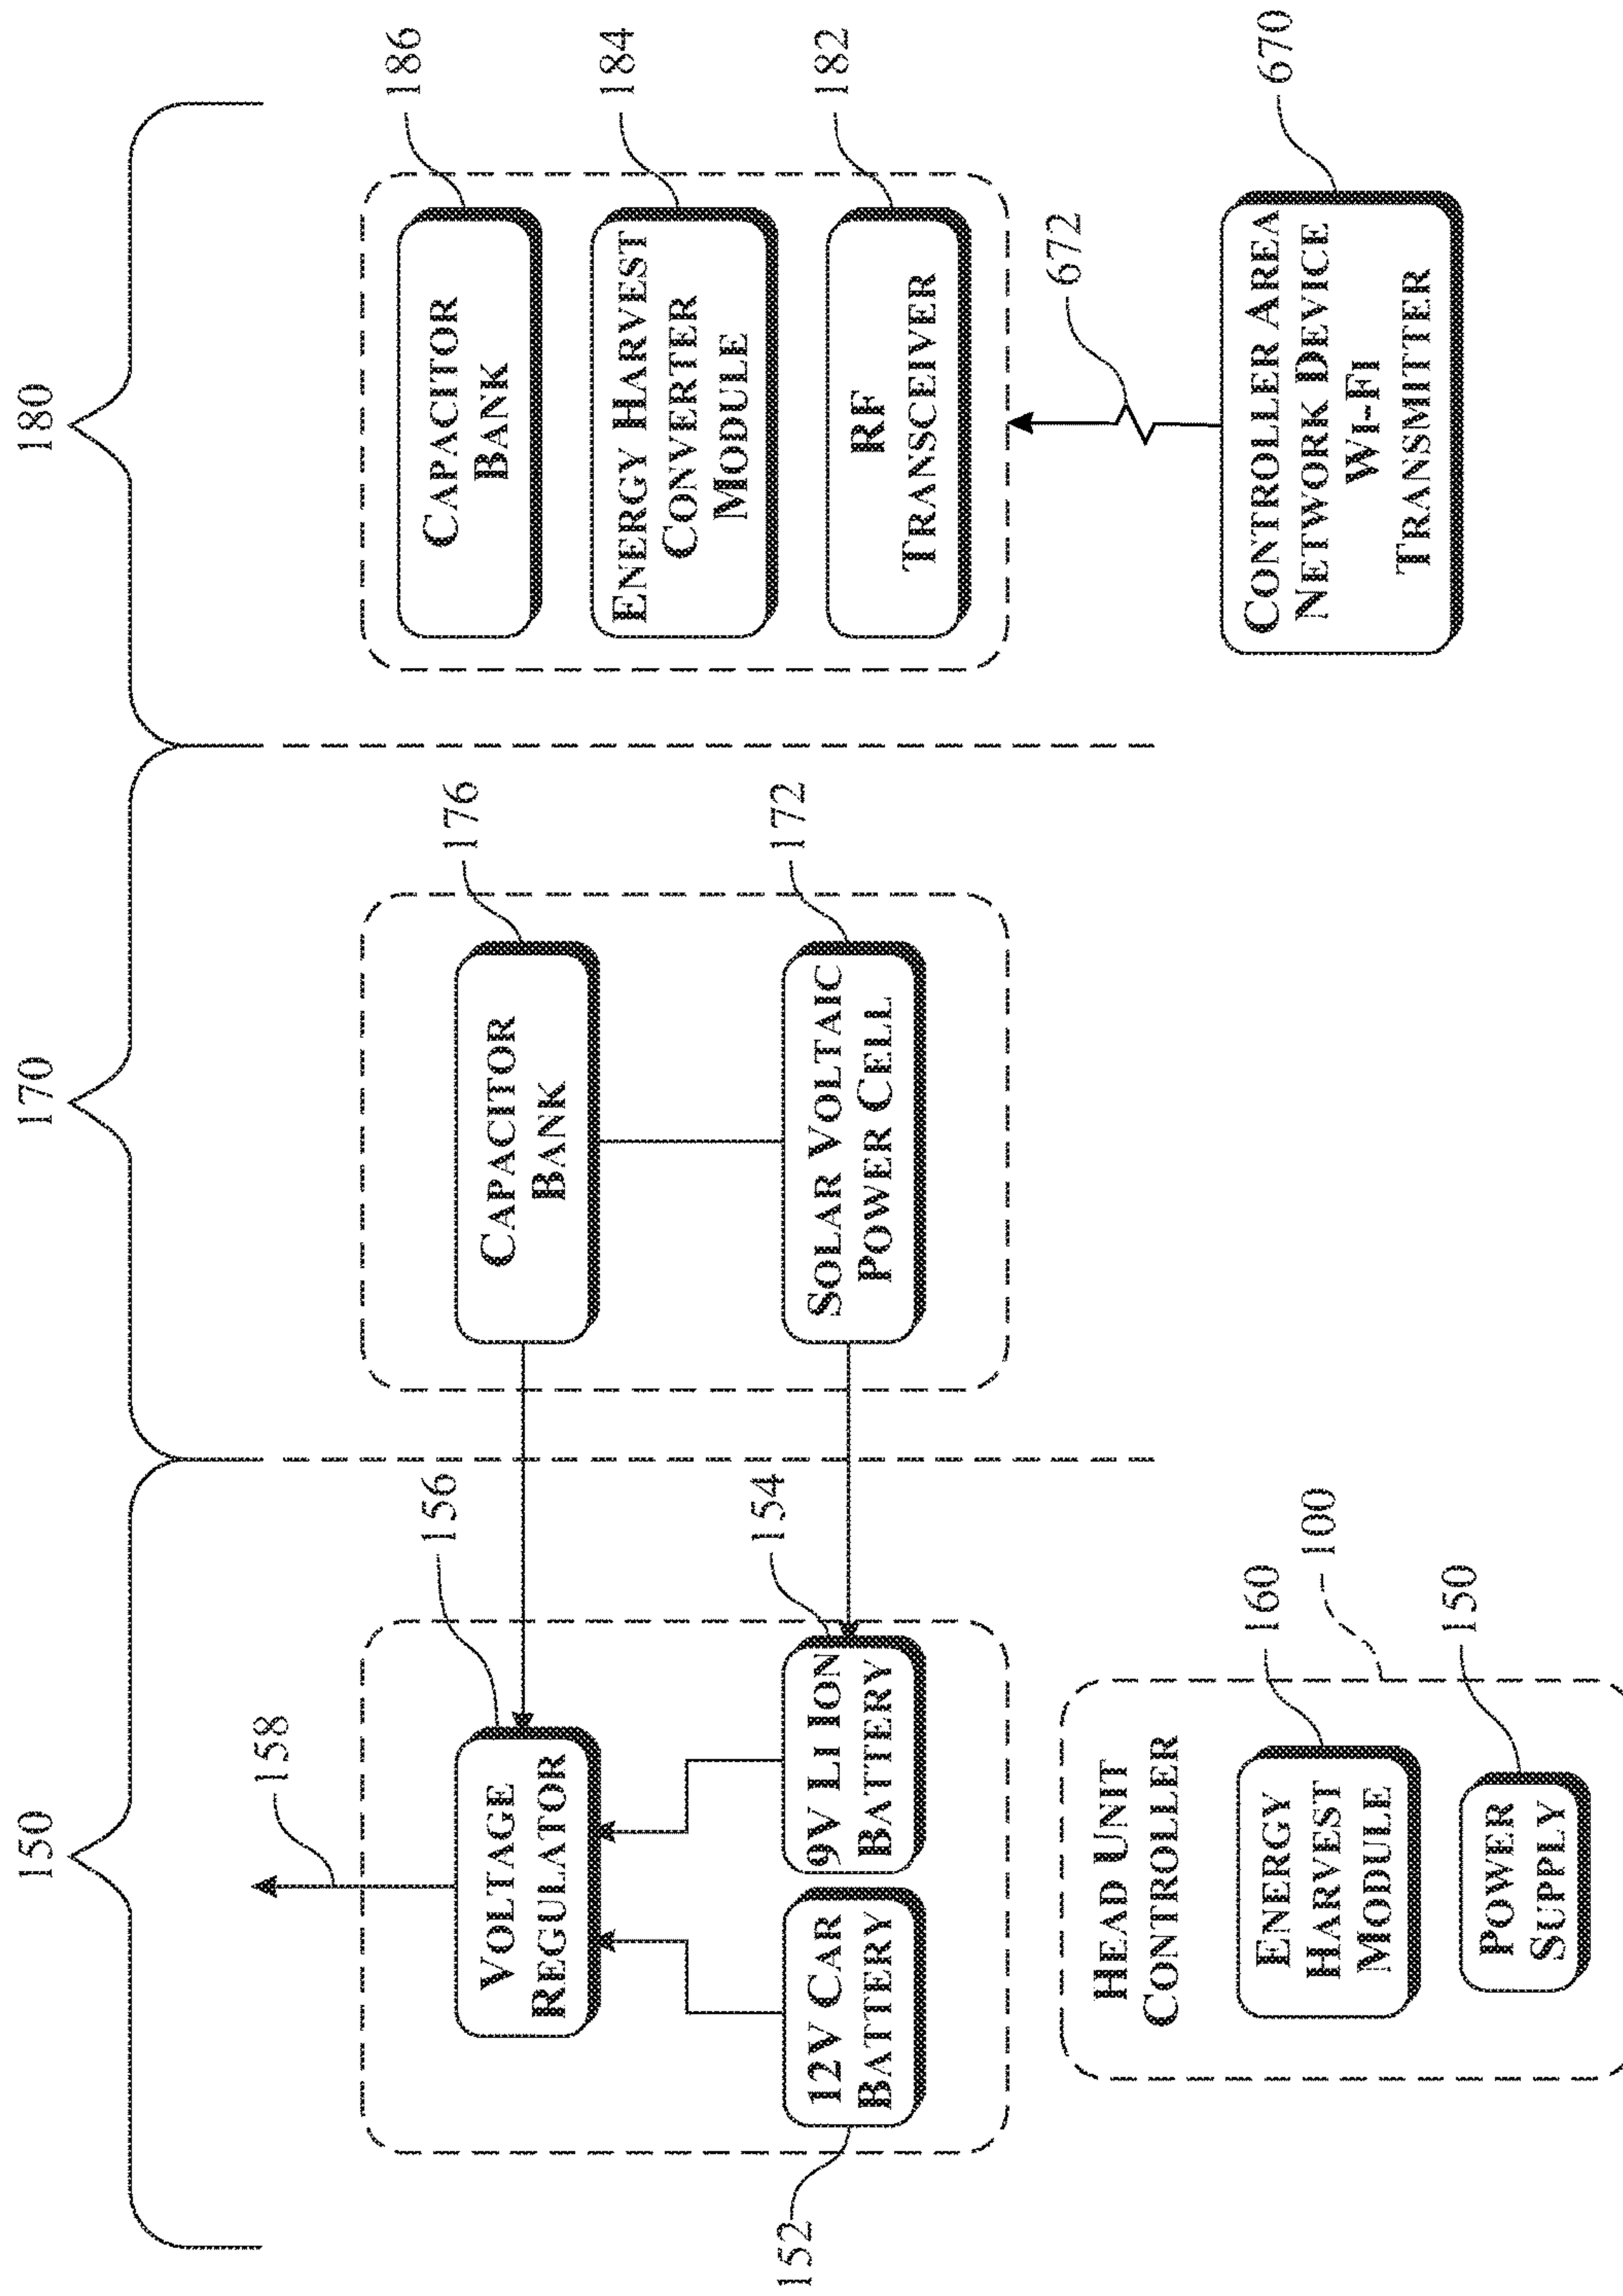 150
170
180
158
156
VOLTAGE
REGULATOR
152
12V CAR
BATTERY
154
9V LI ION
BATTERY
176
CAPACITOR
BANK
172
SOLAR VOLTAIC
POWER CELL
186
CAPACITOR
BANK
184
ENERGY HARVEST
CONVERTER
MODULE
182
RF
TRANSCEIVER
672
670
CONTROLLER AREA
NETWORK DEVICE
WI-FI
TRANSMITTER
100
HEAD UNIT
CONTROLLER
160
ENERGY
HARVEST
MODULE
150
POWER
SUPPLY